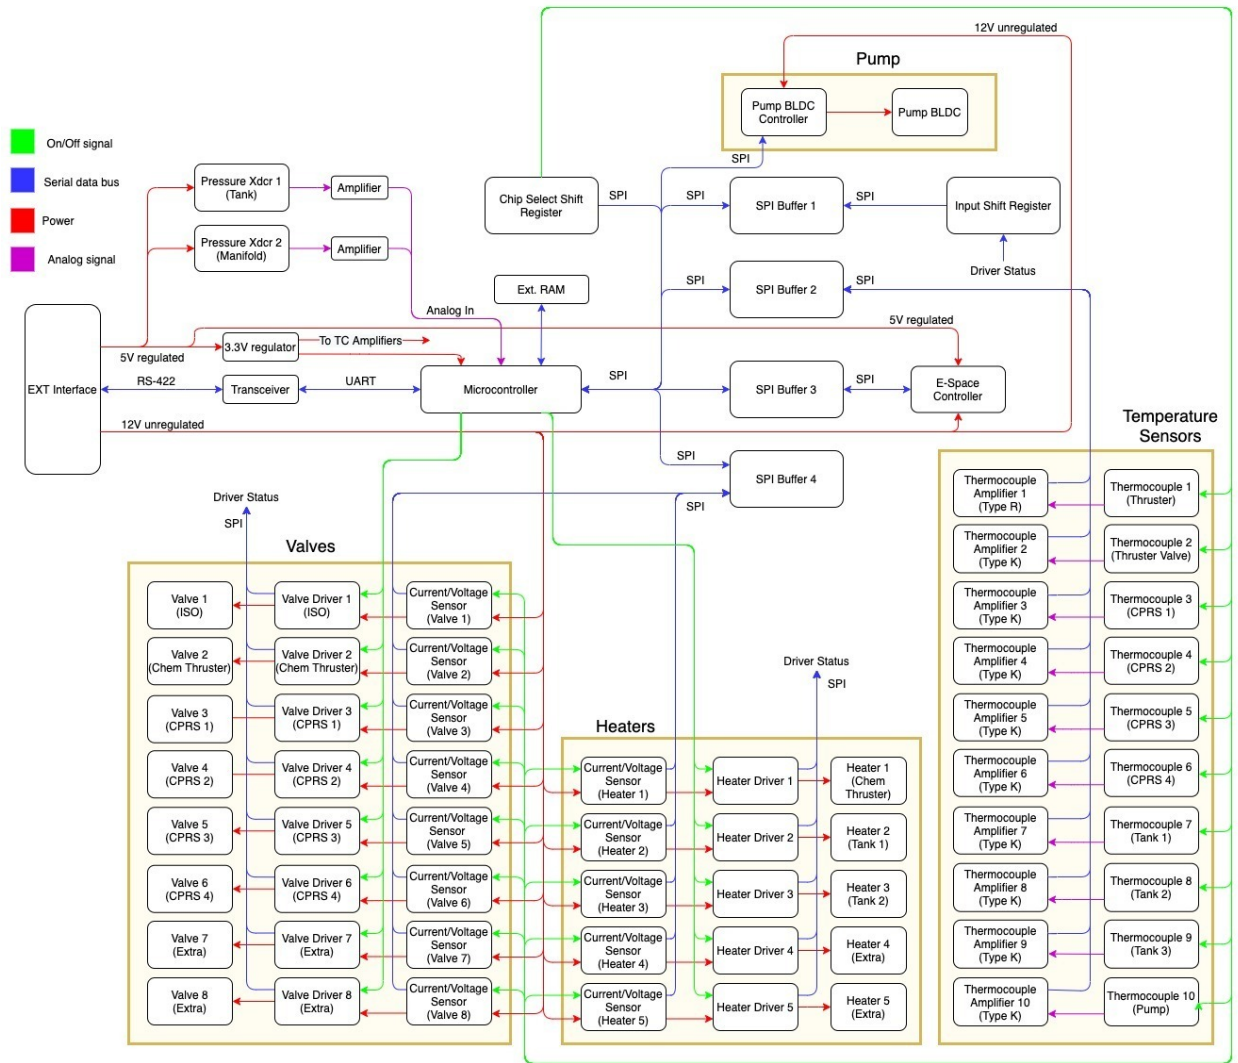 12V unregulated
Pump
Pump BLDC
Controller
Pump BLDC
SPI
On/Off signal
Serial data bus
Power
Analog signal
Pressure Xdcr 1
(Tank)
Amplifier
Pressure Xdcr 2
(Manifold)
Amplifier
Chip Select Shift
Register
SPI
SPI
SPI Buffer 1
SPI
Input Shift Register
Driver Status
SPI
SPI Buffer 2
SPI
Ext. RAM
Analog In
EXT Interface
5V regulated
3.3V regulator
To TC Amplifiers
5V regulated
RS-422
Transceiver
UART
Microcontroller
SPI
SPI Buffer 3
SPI
E-Space
Controller
12V unregulated
SPI
SPI Buffer 4
SPI
Temperature
Sensors
Thermocouple
Amplifier 1
(Type R)
Thermocouple 1
(Thruster)
Thermocouple
Amplifier 2
(Type K)
Thermocouple 2
(Thruster Valve)
Thermocouple
Amplifier 3
(Type K)
Thermocouple 3
(CPRS 1)
Thermocouple
Amplifier 4
(Type K)
Thermocouple 4
(CPRS 2)
Thermocouple
Amplifier 5
(Type K)
Thermocouple 5
(CPRS 3)
Thermocouple
Amplifier 6
(Type K)
Thermocouple 6
(CPRS 4)
Thermocouple
Amplifier 7
(Type K)
Thermocouple 7
(Tank 1)
Thermocouple
Amplifier 8
(Type K)
Thermocouple 8
(Tank 2)
Thermocouple
Amplifier 9
(Type K)
Thermocouple 9
(Tank 3)
Thermocouple
Amplifier 10
(Type K)
Thermocouple 10
(Pump)
Driver Status
SPI
Valves
Valve 1
(ISO)
Valve Driver 1
(ISO)
Current/Voltage
Sensor
(Valve 1)
Valve 2
(Chem Thruster)
Valve Driver 2
(Chem Thruster)
Current/Voltage
Sensor
(Valve 2)
Valve 3
(CPRS 1)
Valve Driver 3
(CPRS 1)
Current/Voltage
Sensor
(Valve 3)
Valve 4
(CPRS 2)
Valve Driver 4
(CPRS 2)
Current/Voltage
Sensor
(Valve 4)
Valve 5
(CPRS 3)
Valve Driver 5
(CPRS 3)
Current/Voltage
Sensor
(Valve 5)
Valve 6
(CPRS 4)
Valve Driver 6
(CPRS 4)
Current/Voltage
Sensor
(Valve 6)
Valve 7
(Extra)
Valve Driver 7
(Extra)
Current/Voltage
Sensor
(Valve 7)
Valve 8
(Extra)
Valve Driver 8
(Extra)
Current/Voltage
Sensor
(Valve 8)
Driver Status
SPI
Heaters
Current/Voltage
Sensor
(Heater 1)
Heater Driver 1
Heater 1
(Chem
Thruster)
Current/Voltage
Sensor
(Heater 2)
Heater Driver 2
Heater 2
(Tank 1)
Current/Voltage
Sensor
(Heater 3)
Heater Driver 3
Heater 3
(Tank 2)
Current/Voltage
Sensor
(Heater 4)
Heater Driver 4
Heater 4
(Extra)
Current/Voltage
Sensor
(Heater 5)
Heater Driver 5
Heater 5
(Extra)